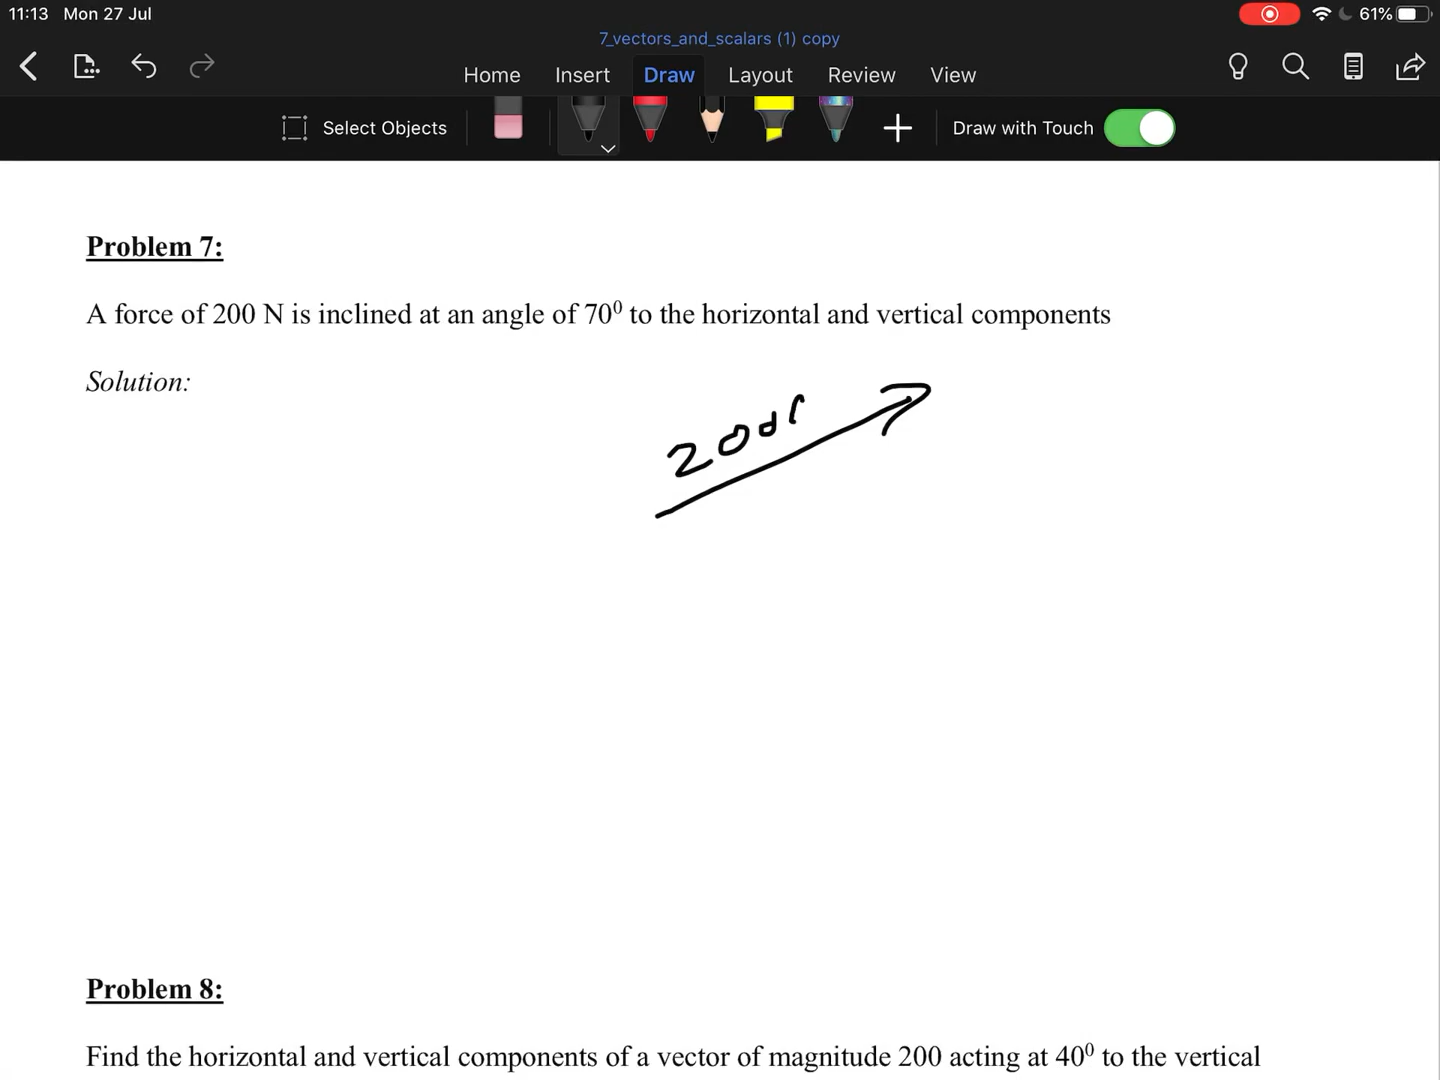 11:13 Mon 27 Jul
61%
7_vectors_and_scalars (1) copy
Home Insert Draw Layout Review View
Select Objects
Draw with Touch
Problem 7:
A force of 200 N is inclined at an angle of 70⁰ to the horizontal and vertical components
Solution:
200
Problem 8:
Find the horizontal and vertical components of a vector of magnitude 200 acting at 40⁰ to the vertical